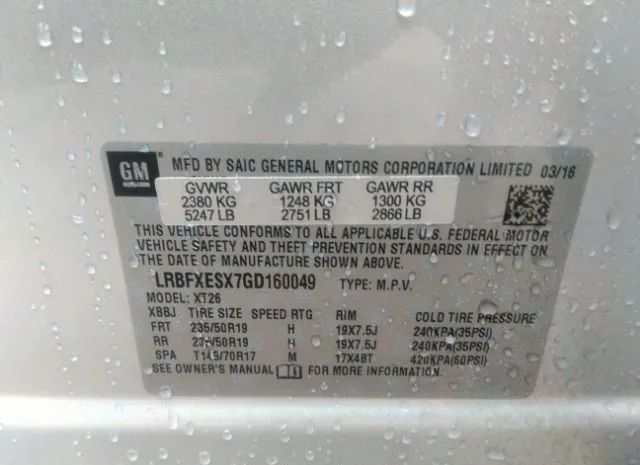 GM
MFD BY SAIC GENERAL MOTORS CORPORATION LIMITED 03/16
GVWR GAWR FRT GAWR RR
2380 KG 1248 KG 1300 KG
5247 LB 2751 LB 2866 LB
THIS VEHICLE CONFORMS TO ALL APPLICABLE U.S. FEDERAL MOTOR
VEHICLE SAFETY AND THEFT PREVENTION STANDARDS IN EFFECT ON
THE DATE OF MANUFACTURE SHOWN ABOVE.
LRBFXESX7GD160049 TYPE: M.P.V.
MODEL: XT26
XBBJ TIRE SIZE SPEED RTG RIM COLD TIRE PRESSURE
FRT 235/50R19 H 19X7.5J 240KPA(35PSI)
RR 235/50R19 H 19X7.5J 240KPA(35PSI)
SPA T145/70R17 M 17X4BT 420KPA(60PSI)
SEE OWNER'S MANUAL FOR MORE INFORMATION.